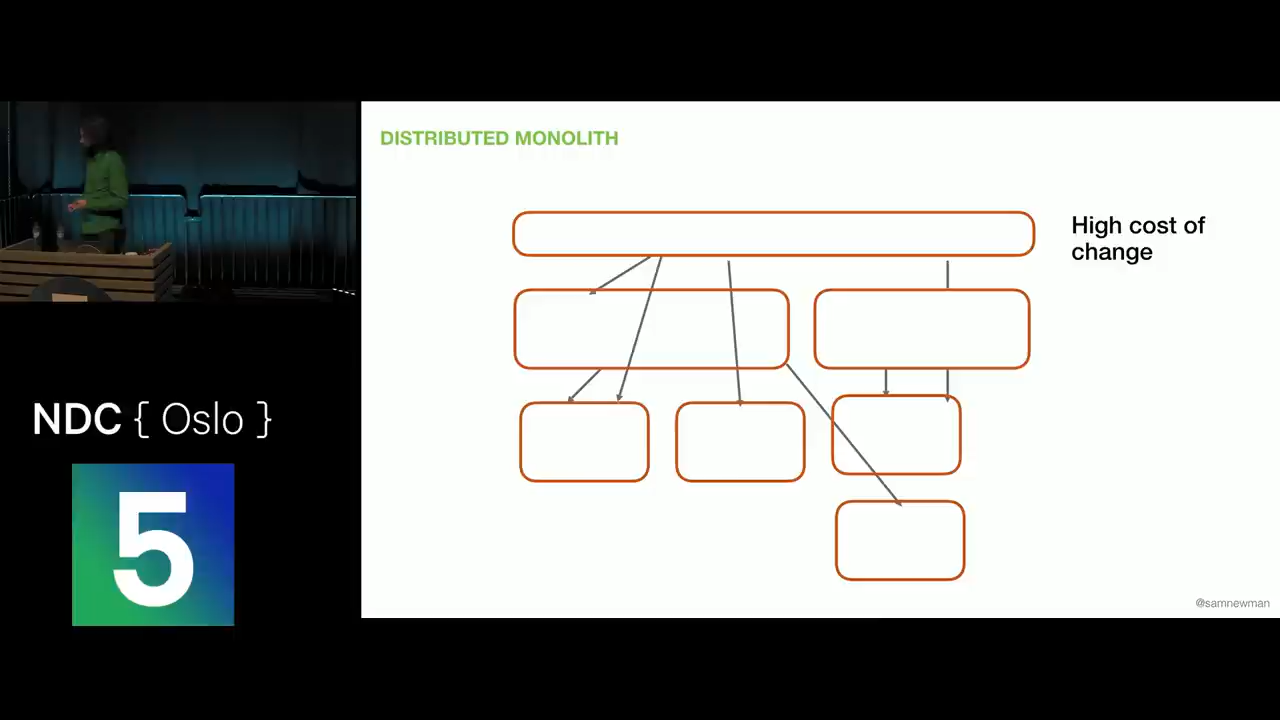 DISTRIBUTED MONOLITH
High cost of
change
NDC { Oslo }
5
@samnewman